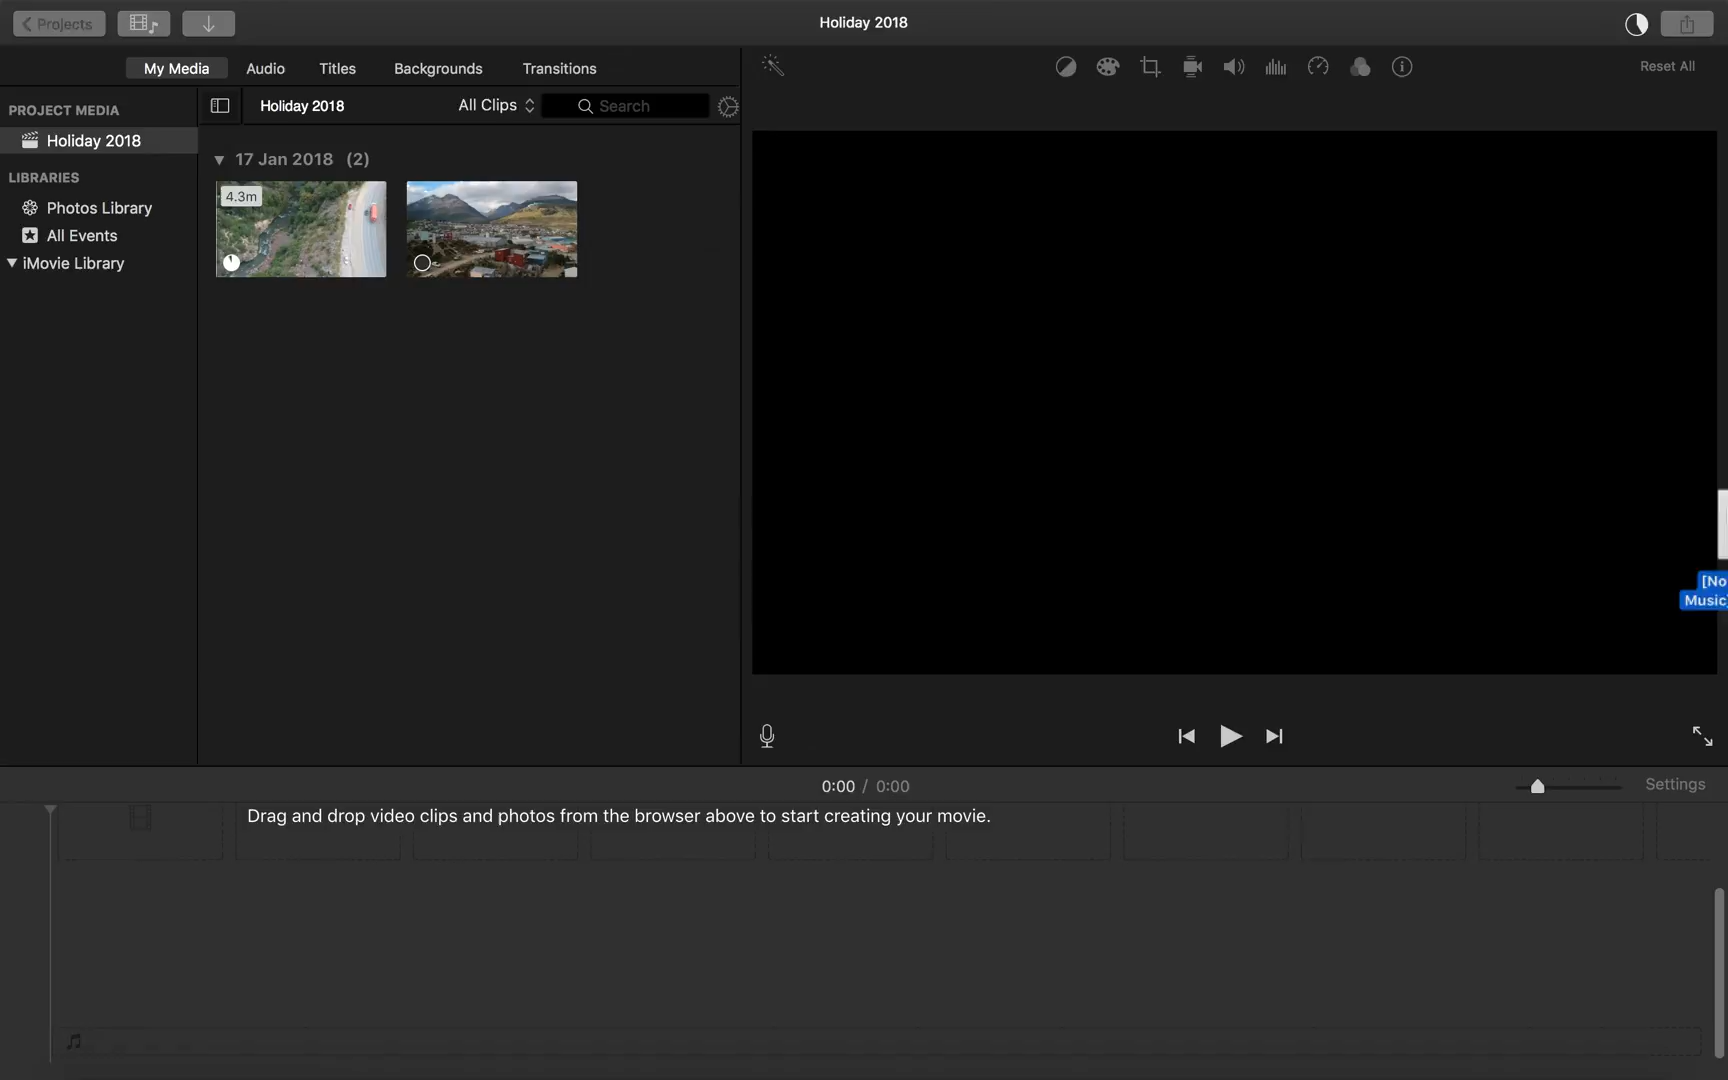 Projects
Holiday 2018
My Media
Audio
Titles
Backgrounds
Transitions
Reset All
PROJECT MEDIA
Holiday 2018
LIBRARIES
Photos Library
All Events
iMovie Library
Holiday 2018
All Clips
Search
17 Jan 2018 (2)
4.3m
[No
Music]
0:00 / 0:00
Settings
Drag and drop video clips and photos from the browser above to start creating your movie.